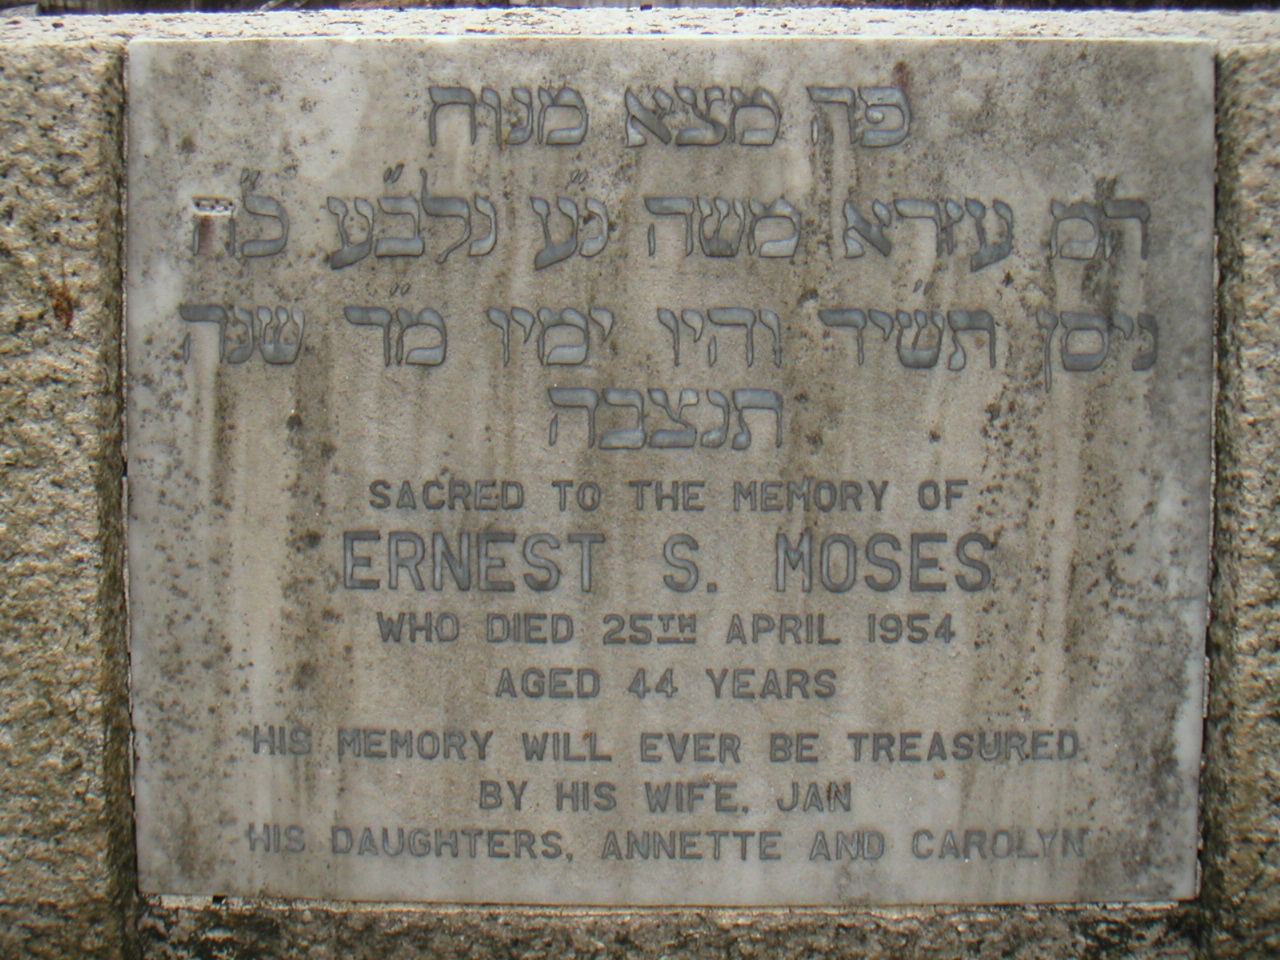 פה מצא מנוח
ה"מ עזרא משה נ"ע נלב"ע כ"ה
ניסן תשי"ד והיו ימיו מ"ד שנה
תנצבה
SACRED TO THE MEMORY OF
ERNEST S. MOSES
WHO DIED 25TH APRIL 1954
AGED 44 YEARS
HIS MEMORY WILL EVER BE TREASURED
BY HIS WIFE, JAN
HIS DAUGHTERS, ANNETTE AND CAROLYN